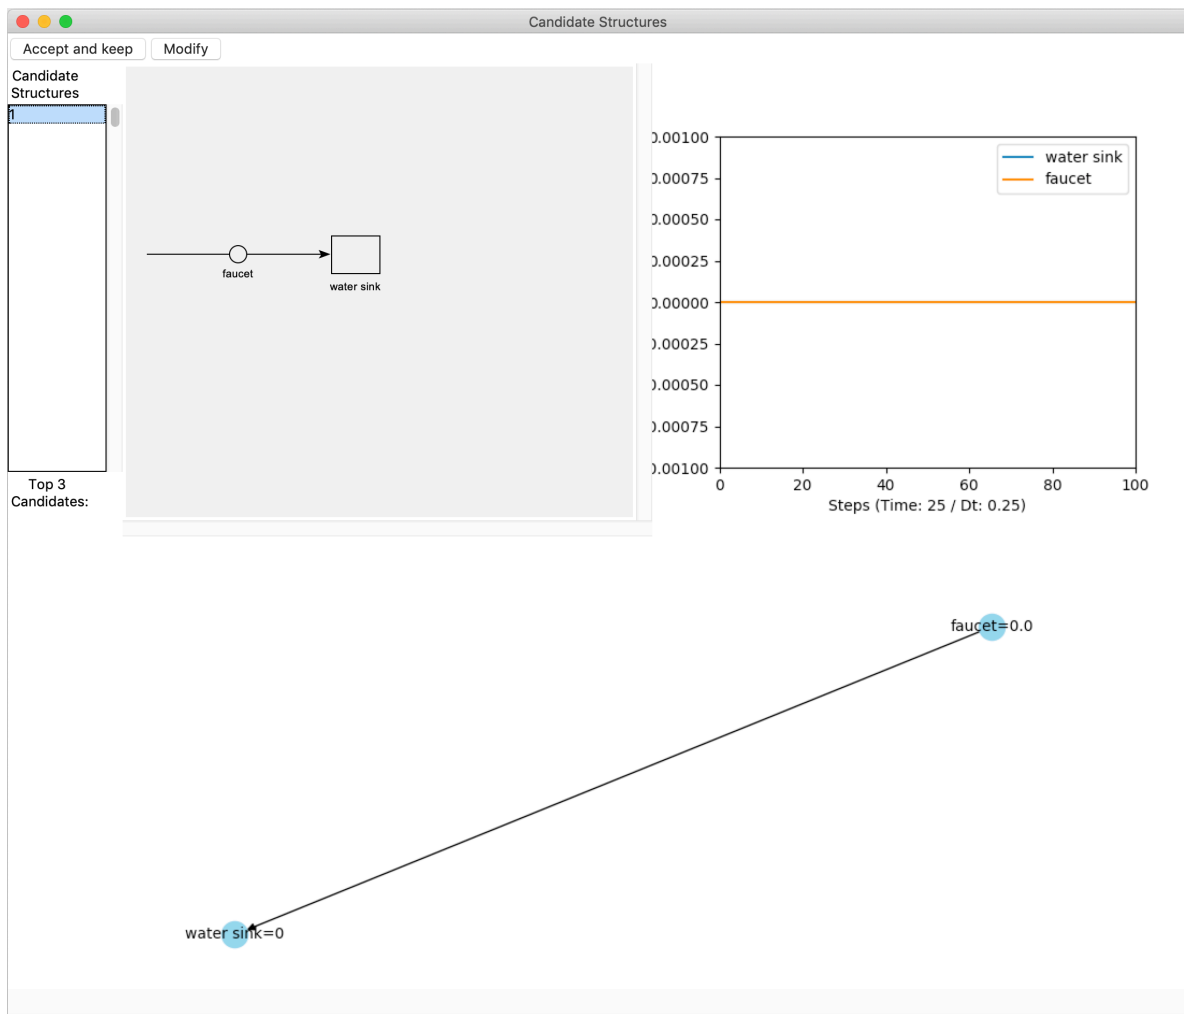 Candidate Structures
Accept and keep
Modify
Candidate
Structures
1
Top 3
Candidates:
faucet
water sink
0.00100
0.00075
0.00050
0.00025
0.00000
0.00025
0.00050
0.00075
0.00100
water sink
faucet
0 20 40 60 80 100
Steps (Time: 25 / Dt: 0.25)
faucet=0.0
water sink=0